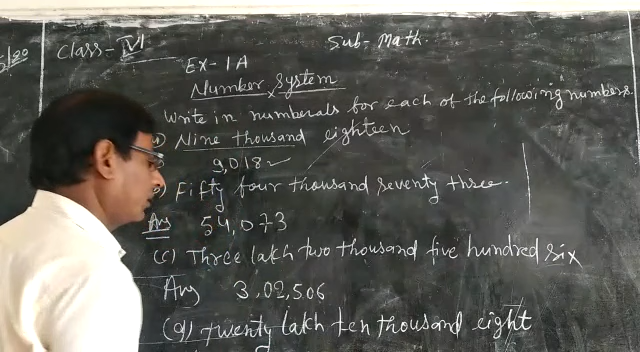 Class - VI
Sub - Math.
Ex - 1A
Number System
Write in numberals for each of the following numbers.
Nine thousand eighteen
9,018
Fifty four thousand seventy three.
Ans 54,073
(c) Three lakh two thousand five hundred six
Ans 3,02,506
(g) twenty lakh ten thousand eight